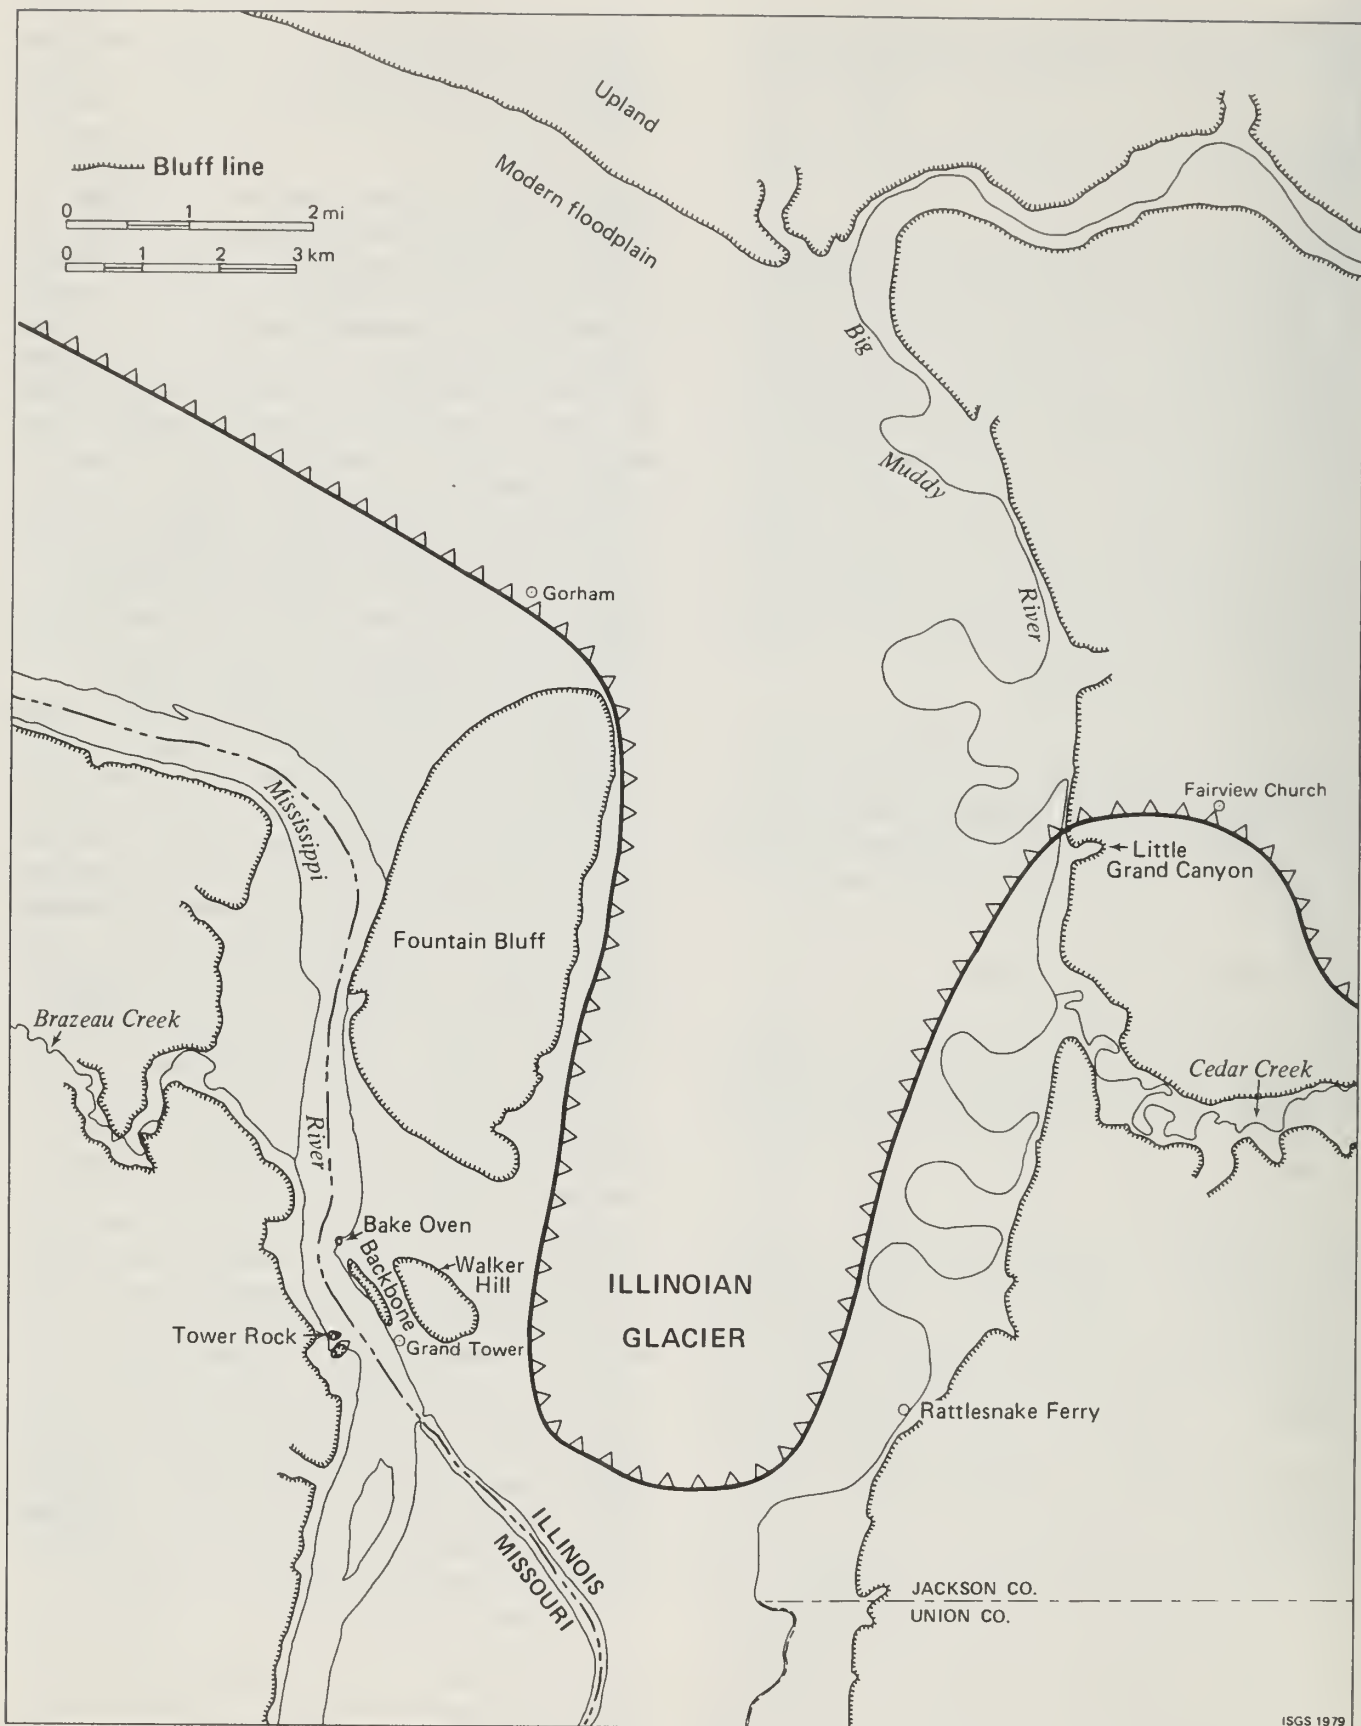 Upland
Modern floodplain
Bluff line
0 1 2 mi
0 1 2 3 km
Big
Muddy
River
Gorham
Mississippi
River
Fairview Church
Little
Grand Canyon
Fountain Bluff
Brazeau Creek
Cedar Creek
Bake Oven
Backbone
Walker
Hill
Tower Rock
Grand Tower
ILLINOIAN
GLACIER
Rattlesnake Ferry
ILLINOIS
MISSOURI
JACKSON CO.
UNION CO.
ISGS 1979